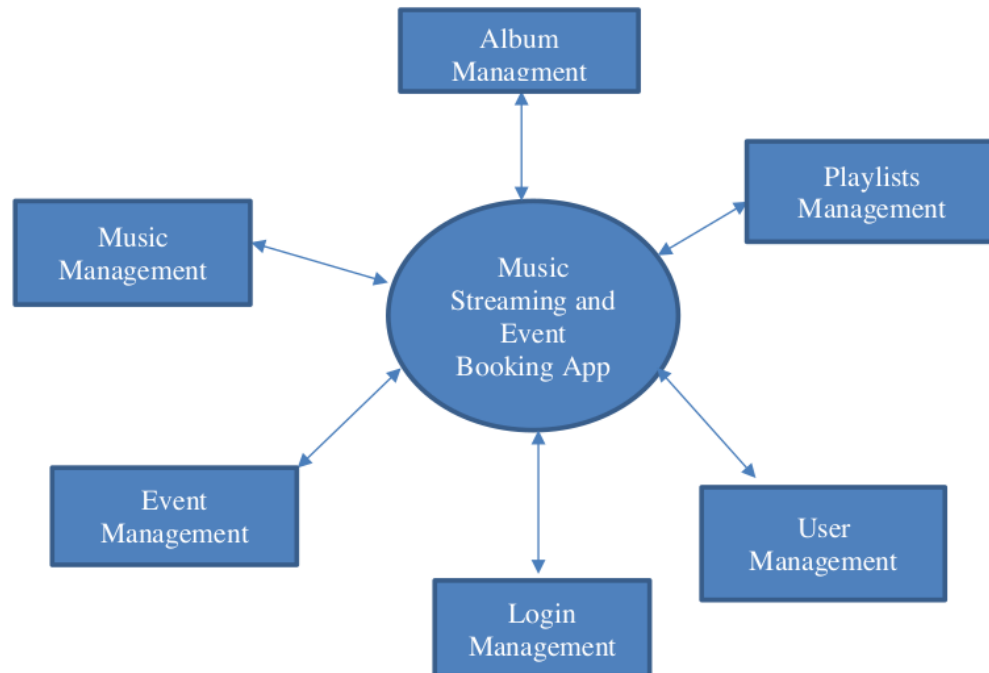 Album
Managment
Playlists
Management
Music
Management
Music
Streaming and
Event
Booking App
Event
Management
User
Management
Login
Management